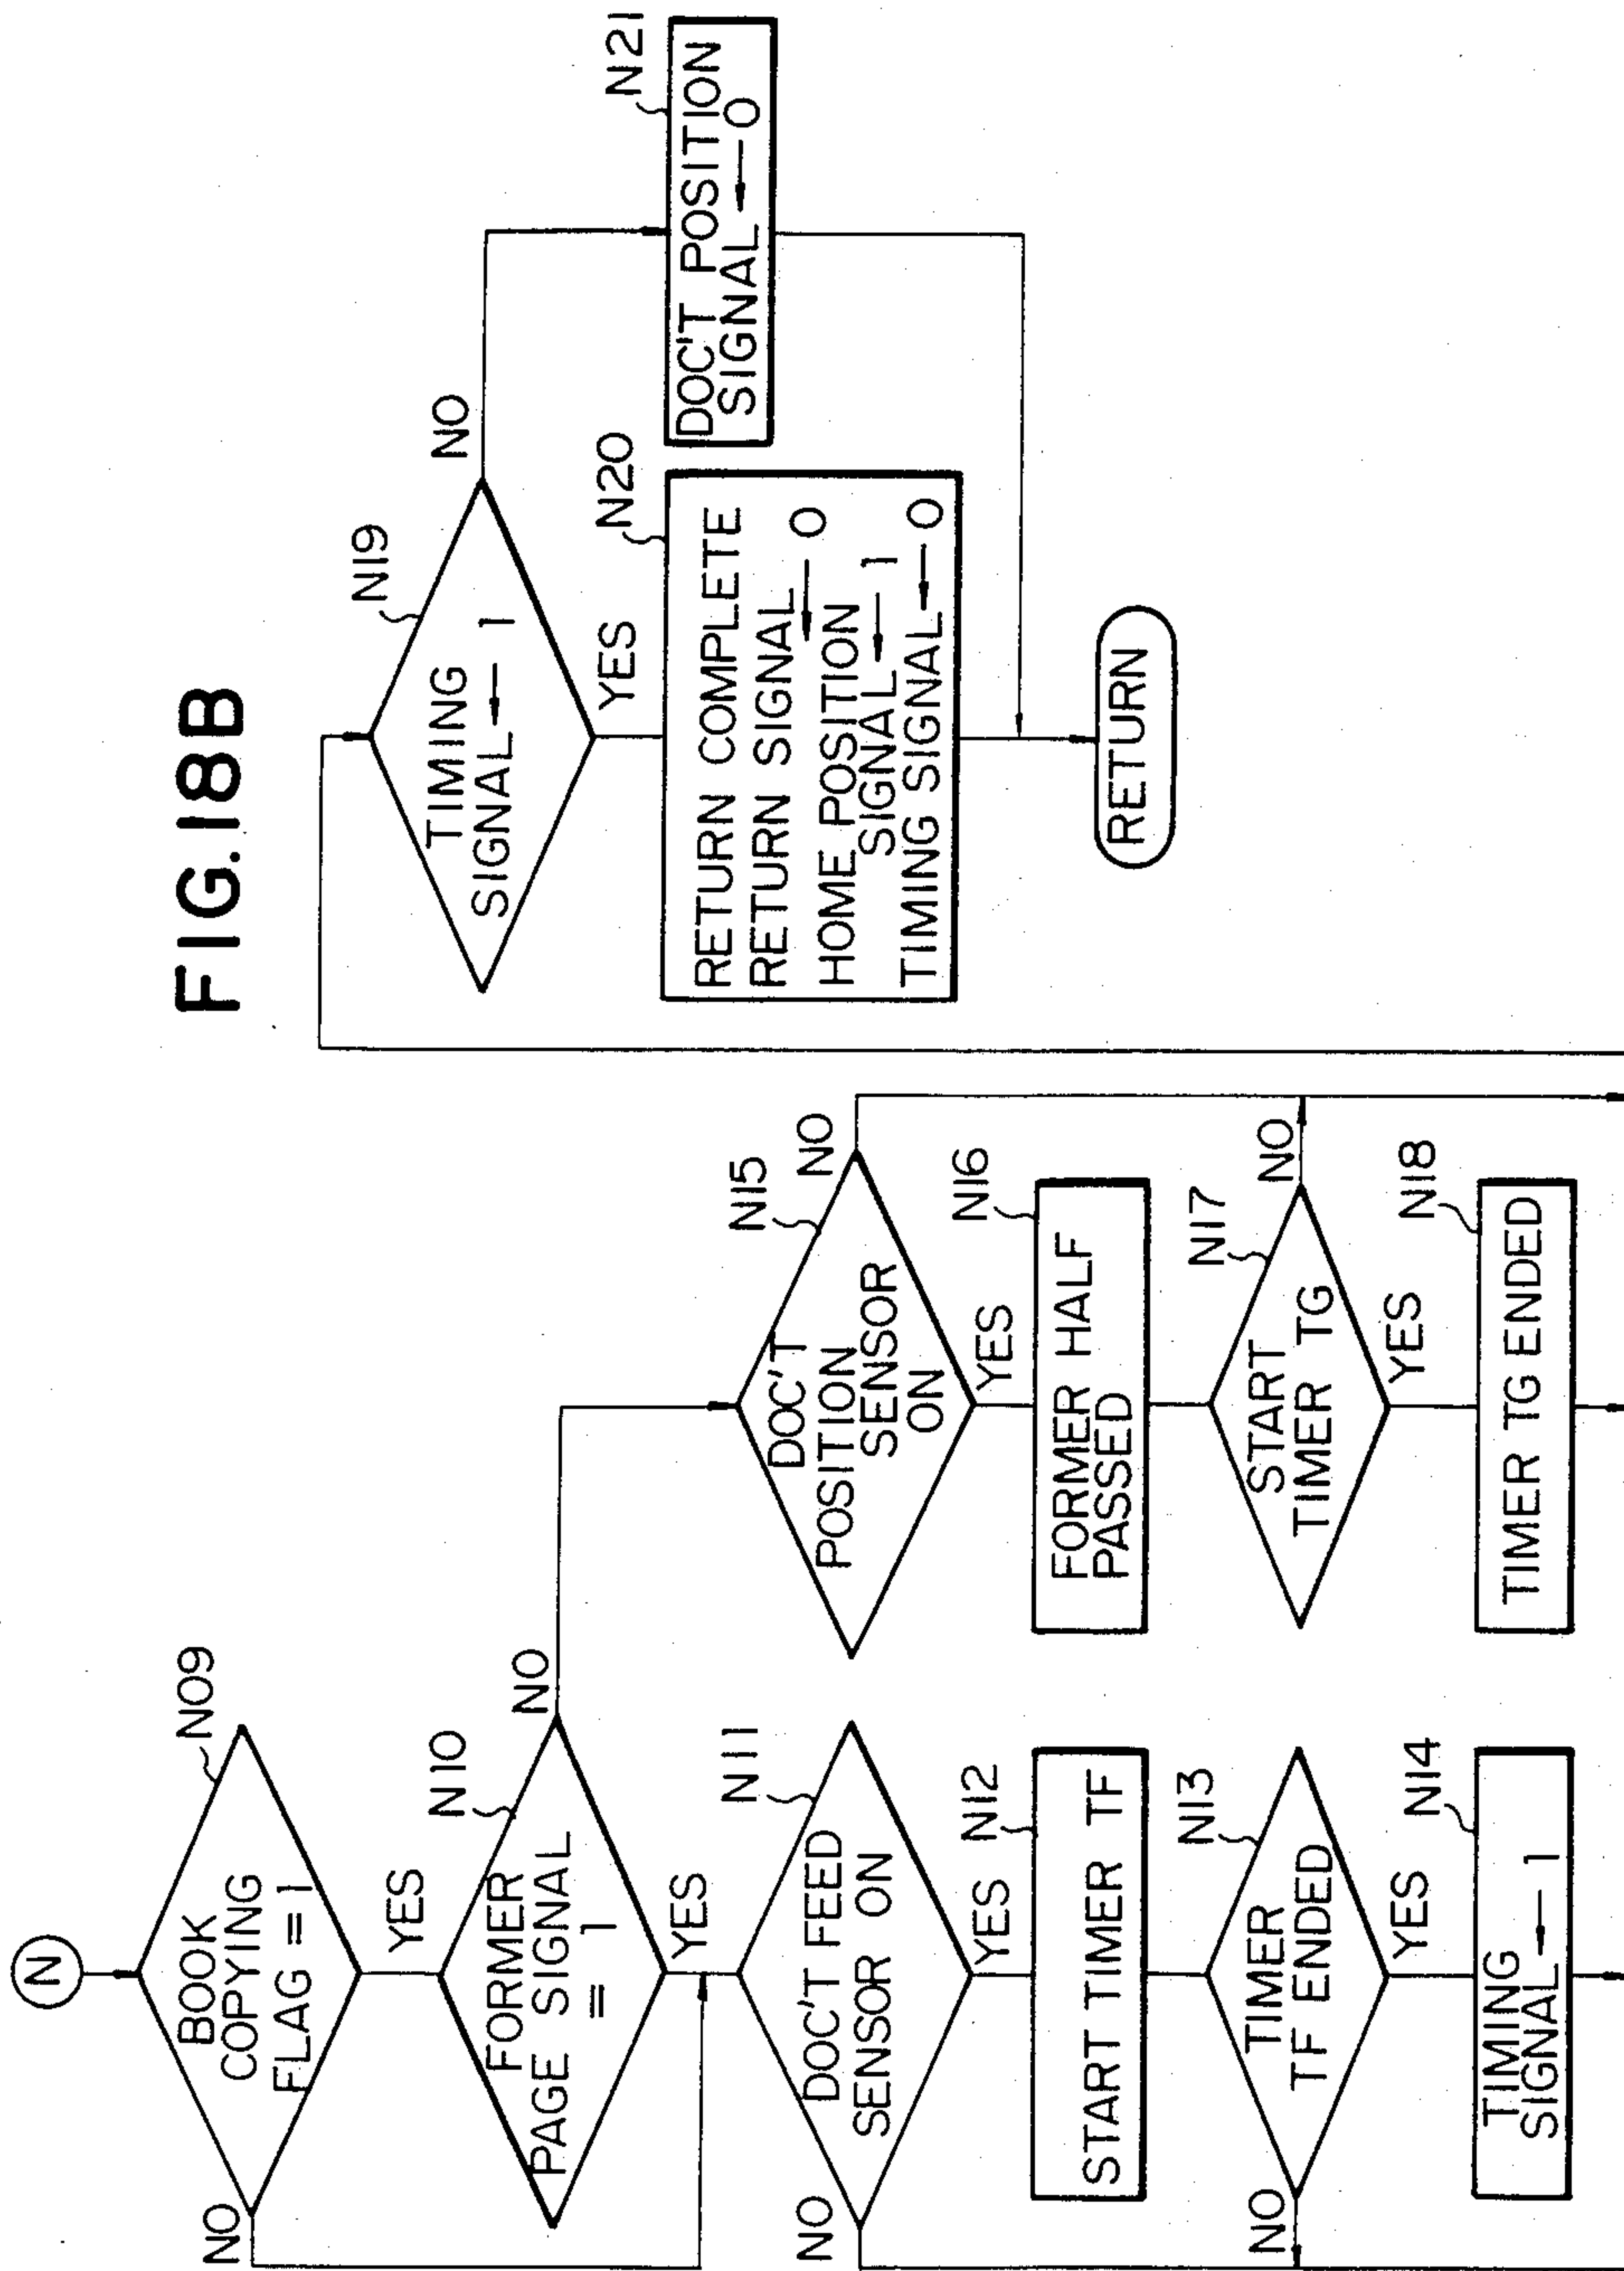 FIG.18B
N
BOOK
COPYING
FLAG = 1
N09
NO
YES
FORMER
PAGE SIGNAL
= 1
N10
NO
YES
DOC'T FEED
SENSOR ON
N11
NO
YES
START TIMER TF
N12
TIMER
TF ENDED
N13
NO
YES
TIMING
SIGNAL ← 1
N14
DOC'T
POSITION
SENSOR
ON
N15
NO
YES
FORMER HALF
PASSED
N16
START
TIMER TG
N17
NO
YES
TIMER TG ENDED
N18
TIMING
SIGNAL ← 1
N19
NO
YES
RETURN COMPLETE
RETURN SIGNAL ← 0
HOME POSITION
SIGNAL ← 1
TIMING SIGNAL ← 0
N20
DOC'T POSITION
SIGNAL ← 0
N21
RETURN